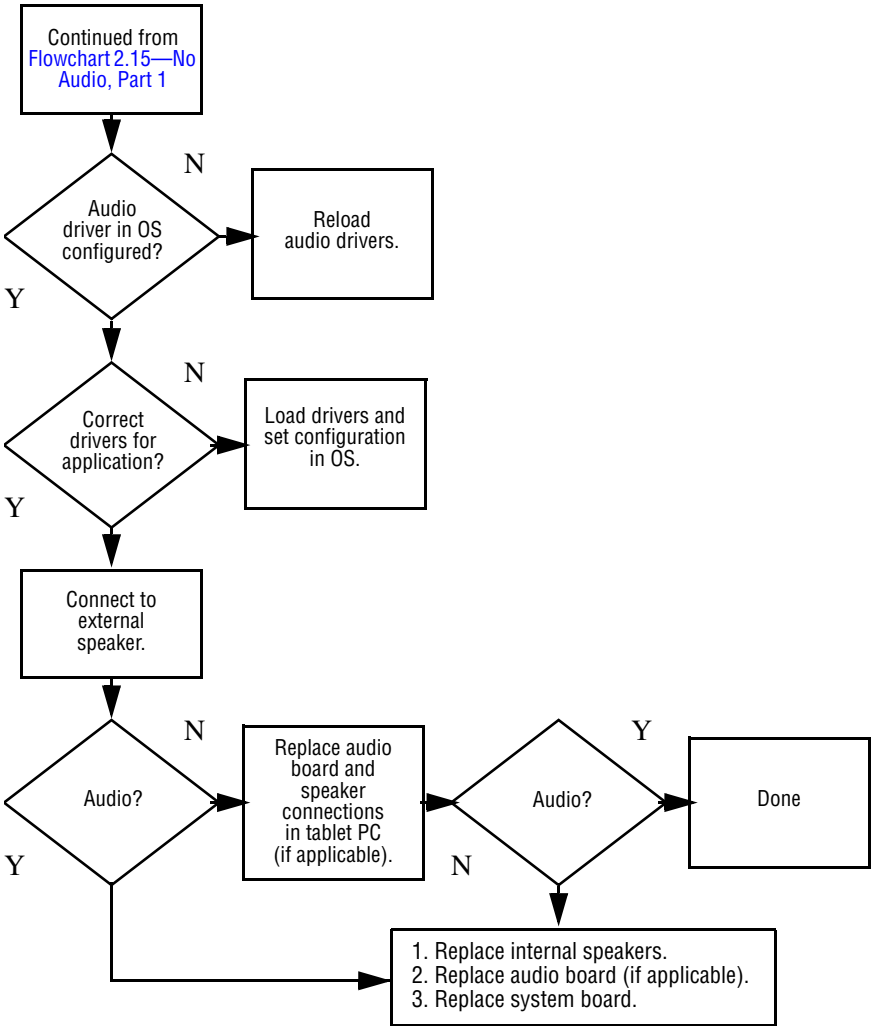 Continued from
Flowchart 2.15—No
Audio, Part 1
N
Audio
driver in OS
configured?
Reload
audio drivers.
Y
N
Correct
drivers for
application?
Load drivers and
set configuration
in OS.
Y
Connect to
external
speaker.
N
Audio?
Replace audio
board and
speaker
connections
in tablet PC
(if applicable).
Y
Audio?
Y
Done
N
1. Replace internal speakers.
2. Replace audio board (if applicable).
3. Replace system board.